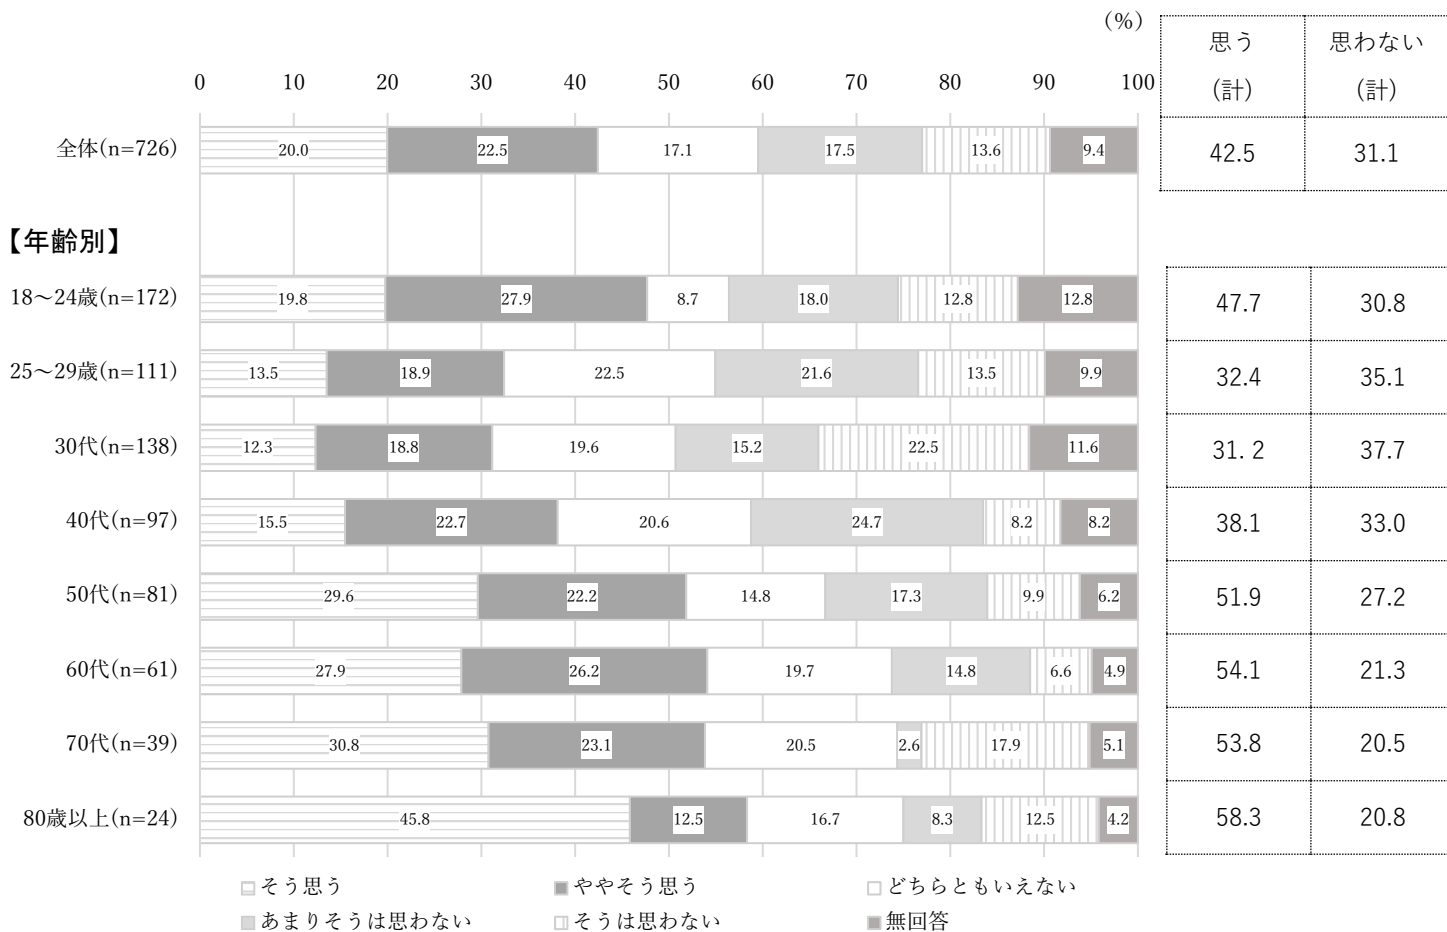 (%)
思う 思わない
(計) (計)
0 10 20 30 40 50 60 70 80 90 100
全体(n=726) 20.0 22.5 17.1 17.5 13.6 9.4 42.5 31.1
【年齢別】
18～24歳(n=172) 19.8 27.9 8.7 18.0 12.8 12.8 47.7 30.8
25～29歳(n=111) 13.5 18.9 22.5 21.6 13.5 9.9 32.4 35.1
30代(n=138) 12.3 18.8 19.6 15.2 22.5 11.6 31. 2 37.7
40代(n=97) 15.5 22.7 20.6 24.7 8.2 8.2 38.1 33.0
50代(n=81) 29.6 22.2 14.8 17.3 9.9 6.2 51.9 27.2
60代(n=61) 27.9 26.2 19.7 14.8 6.6 4.9 54.1 21.3
70代(n=39) 30.8 23.1 20.5 2.6 17.9 5.1 53.8 20.5
80歳以上(n=24) 45.8 12.5 16.7 8.3 12.5 4.2 58.3 20.8
そう思う ややそう思う どちらともいえない
あまりそうは思わない そうは思わない 無回答